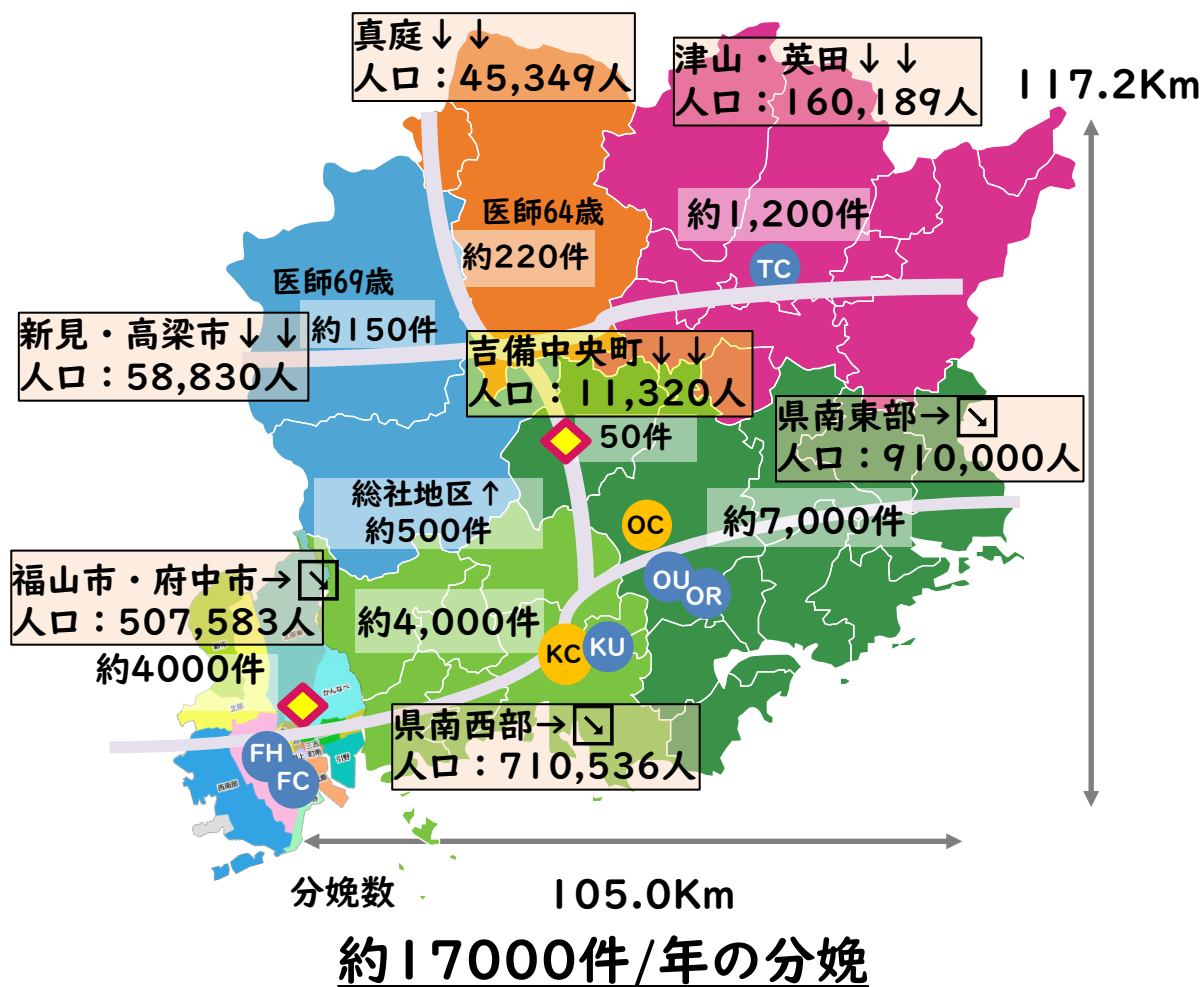 真庭↓↓
人口：45,349人
津山・英田↓↓
人口：160,189人
117.2Km
医師64歳
約220件
約1,200件
TC
医師69歳
約150件
新見・高梁市↓↓
人口：58,830人
吉備中央町↓↓
人口：11,320人
50件
県南東部→↘
人口：910,000人
総社地区↑
約500件
OC
約7,000件
OU
OR
福山市・府中市→↘
人口：507,583人
約4000件
約4,000件
KC
KU
かんなべ
北部
県南西部→↘
人口：710,536人
FH
FC
引野
西南部
分娩数
105.0Km
約17000件/年の分娩